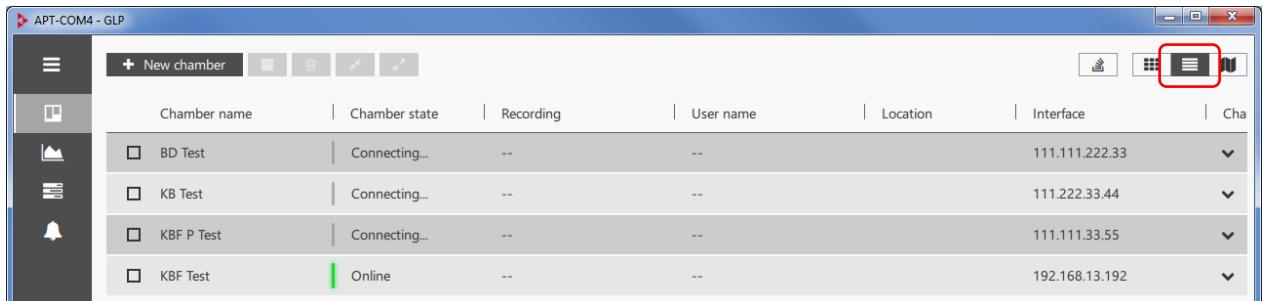 APT-COM4 - GLP
New chamber
Chamber name Chamber state Recording User name Location Interface Cha
BD Test Connecting... -- -- 111.111.222.33
KB Test Connecting... -- -- 111.222.33.44
KBF P Test Connecting... -- -- 111.111.33.55
KBF Test Online -- -- 192.168.13.192